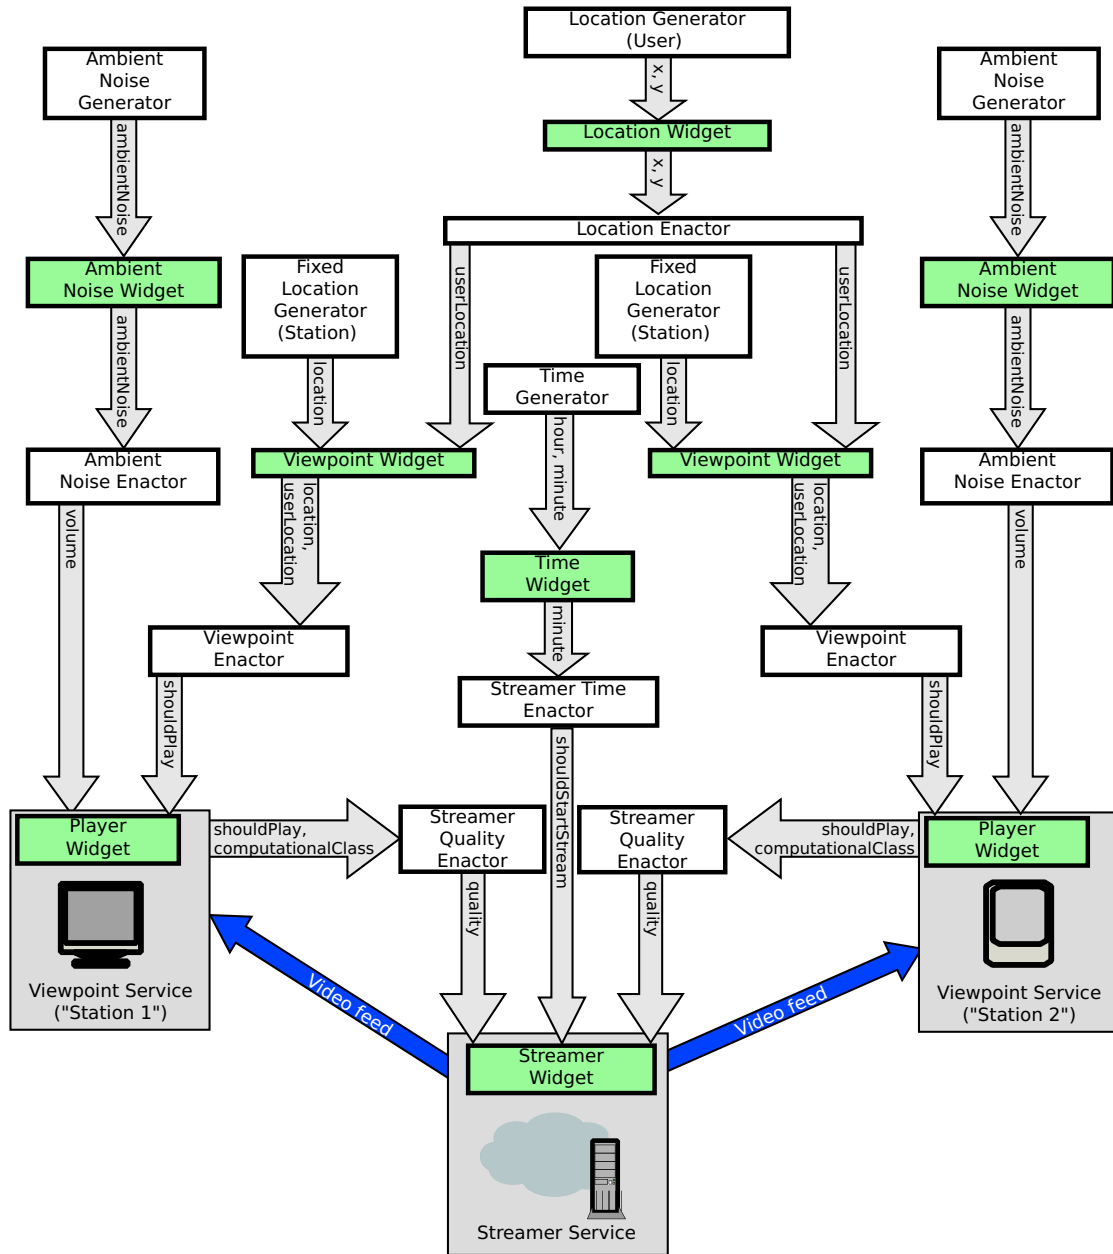 Location Generator
(User)
x, y
Location Widget
x, y
Location Enactor
userLocation
userLocation
Ambient
Noise
Generator
ambientNoise
Ambient
Noise Widget
ambientNoise
Ambient
Noise Enactor
volume
Fixed
Location
Generator
(Station)
location
Viewpoint Widget
location,
userLocation
Viewpoint
Enactor
shouldPlay
Time
Generator
hour, minute
Time
Widget
minute
Streamer Time
Enactor
shouldStartStream
Fixed
Location
Generator
(Station)
location
Viewpoint Widget
location,
userLocation
Viewpoint
Enactor
shouldPlay
Ambient
Noise
Generator
ambientNoise
Ambient
Noise Widget
ambientNoise
Ambient
Noise Enactor
volume
Player
Widget
Viewpoint Service
("Station 1")
shouldPlay,
computationalClass
Streamer
Quality
Enactor
quality
Streamer
Quality
Enactor
quality
shouldPlay,
computationalClass
Player
Widget
Viewpoint Service
("Station 2")
Video feed
Video feed
Streamer
Widget
Streamer Service